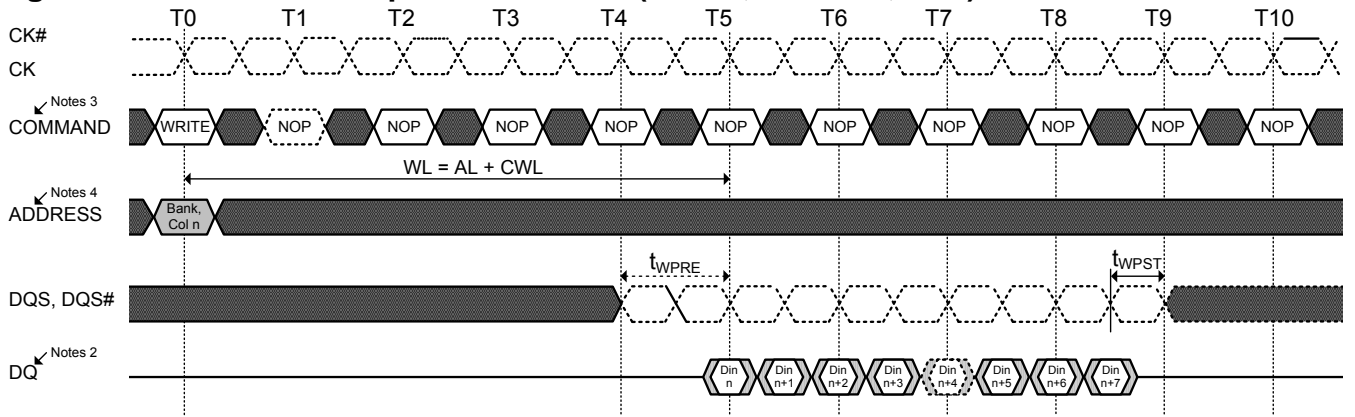 T0 T1 T2 T3 T4 T5 T6 T7 T8 T9 T10
CK#
CK
Notes 3
COMMAND WRITE NOP NOP NOP NOP NOP NOP NOP NOP NOP NOP
WL = AL + CWL
Notes 4
ADDRESS Bank, Col n
tWPRE tWPST
DQS, DQS#
Notes 2
DQ Din n Din n+1 Din n+2 Din n+3 Din n+4 Din n+5 Din n+6 Din n+7